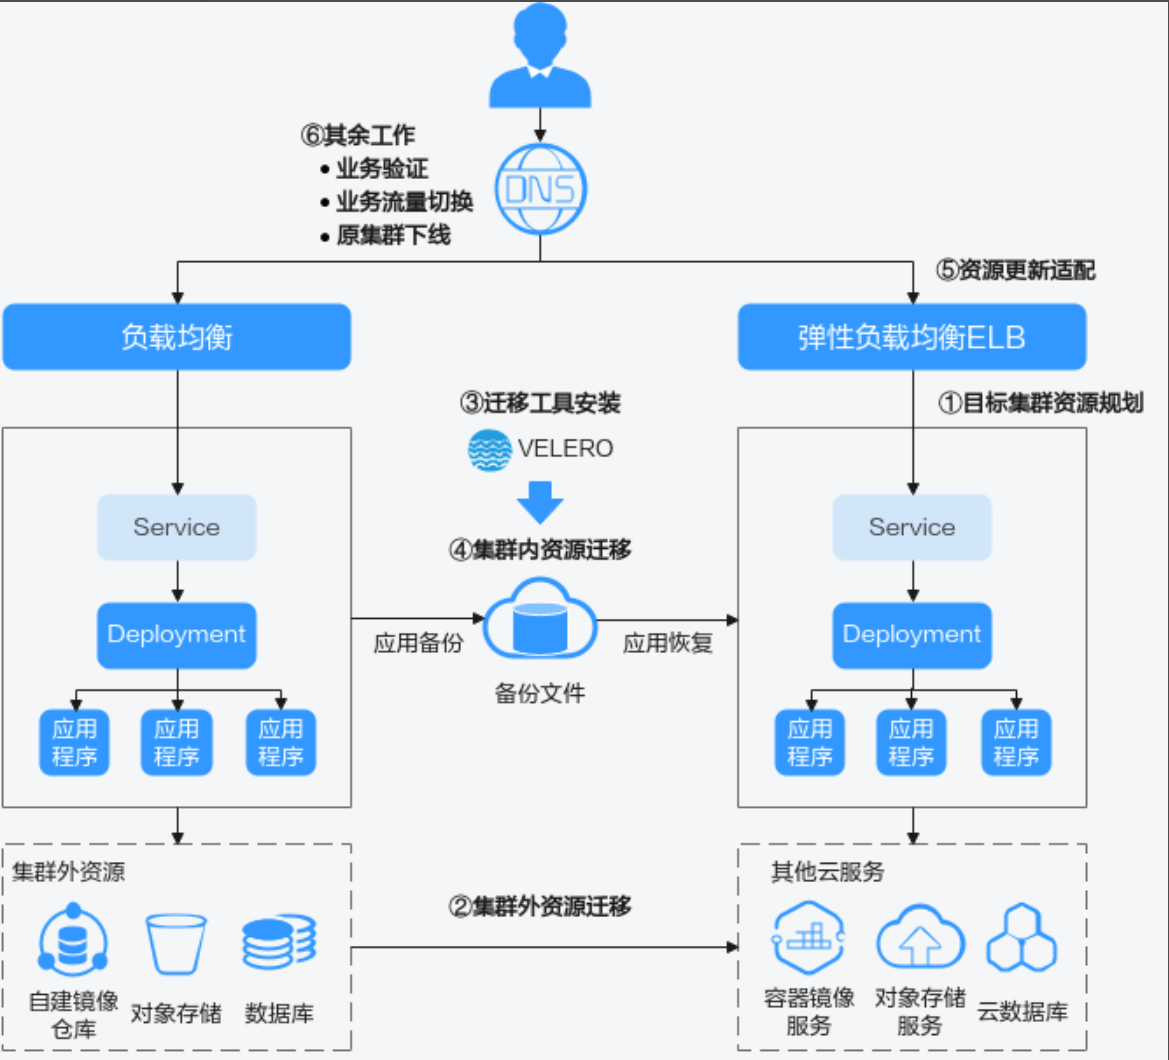 ⑥其余工作
• 业务验证
• 业务流量切换
• 原集群下线
DNS
⑤资源更新适配
负载均衡
弹性负载均衡ELB
③迁移工具安装
①目标集群资源规划
VELERO
Service
Service
④集群内资源迁移
Deployment
Deployment
应用备份
应用恢复
备份文件
应用
程序
应用
程序
应用
程序
应用
程序
应用
程序
应用
程序
集群外资源
其他云服务
②集群外资源迁移
自建镜像
仓库
对象存储
数据库
容器镜像
服务
对象存储
服务
云数据库